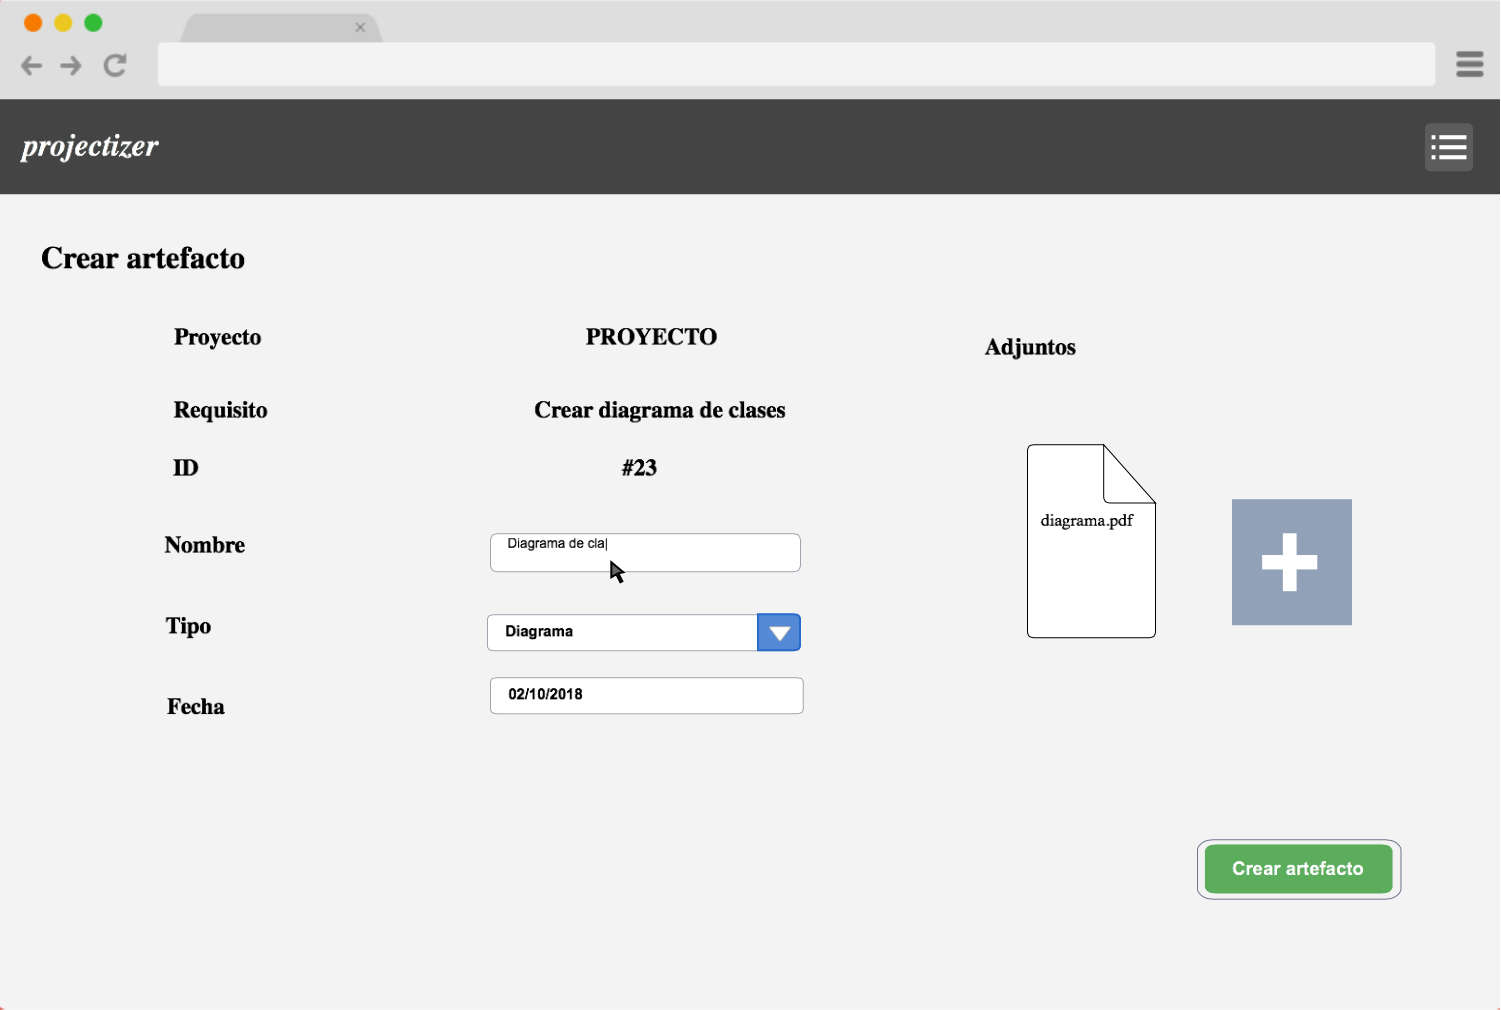 projectizer
Crear artefacto
Proyecto PROYECTO
Adjuntos
Requisito Crear diagrama de clases
ID #23
diagrama.pdf
Nombre Diagrama de cla
Tipo Diagrama
Fecha 02/10/2018
Crear artefacto